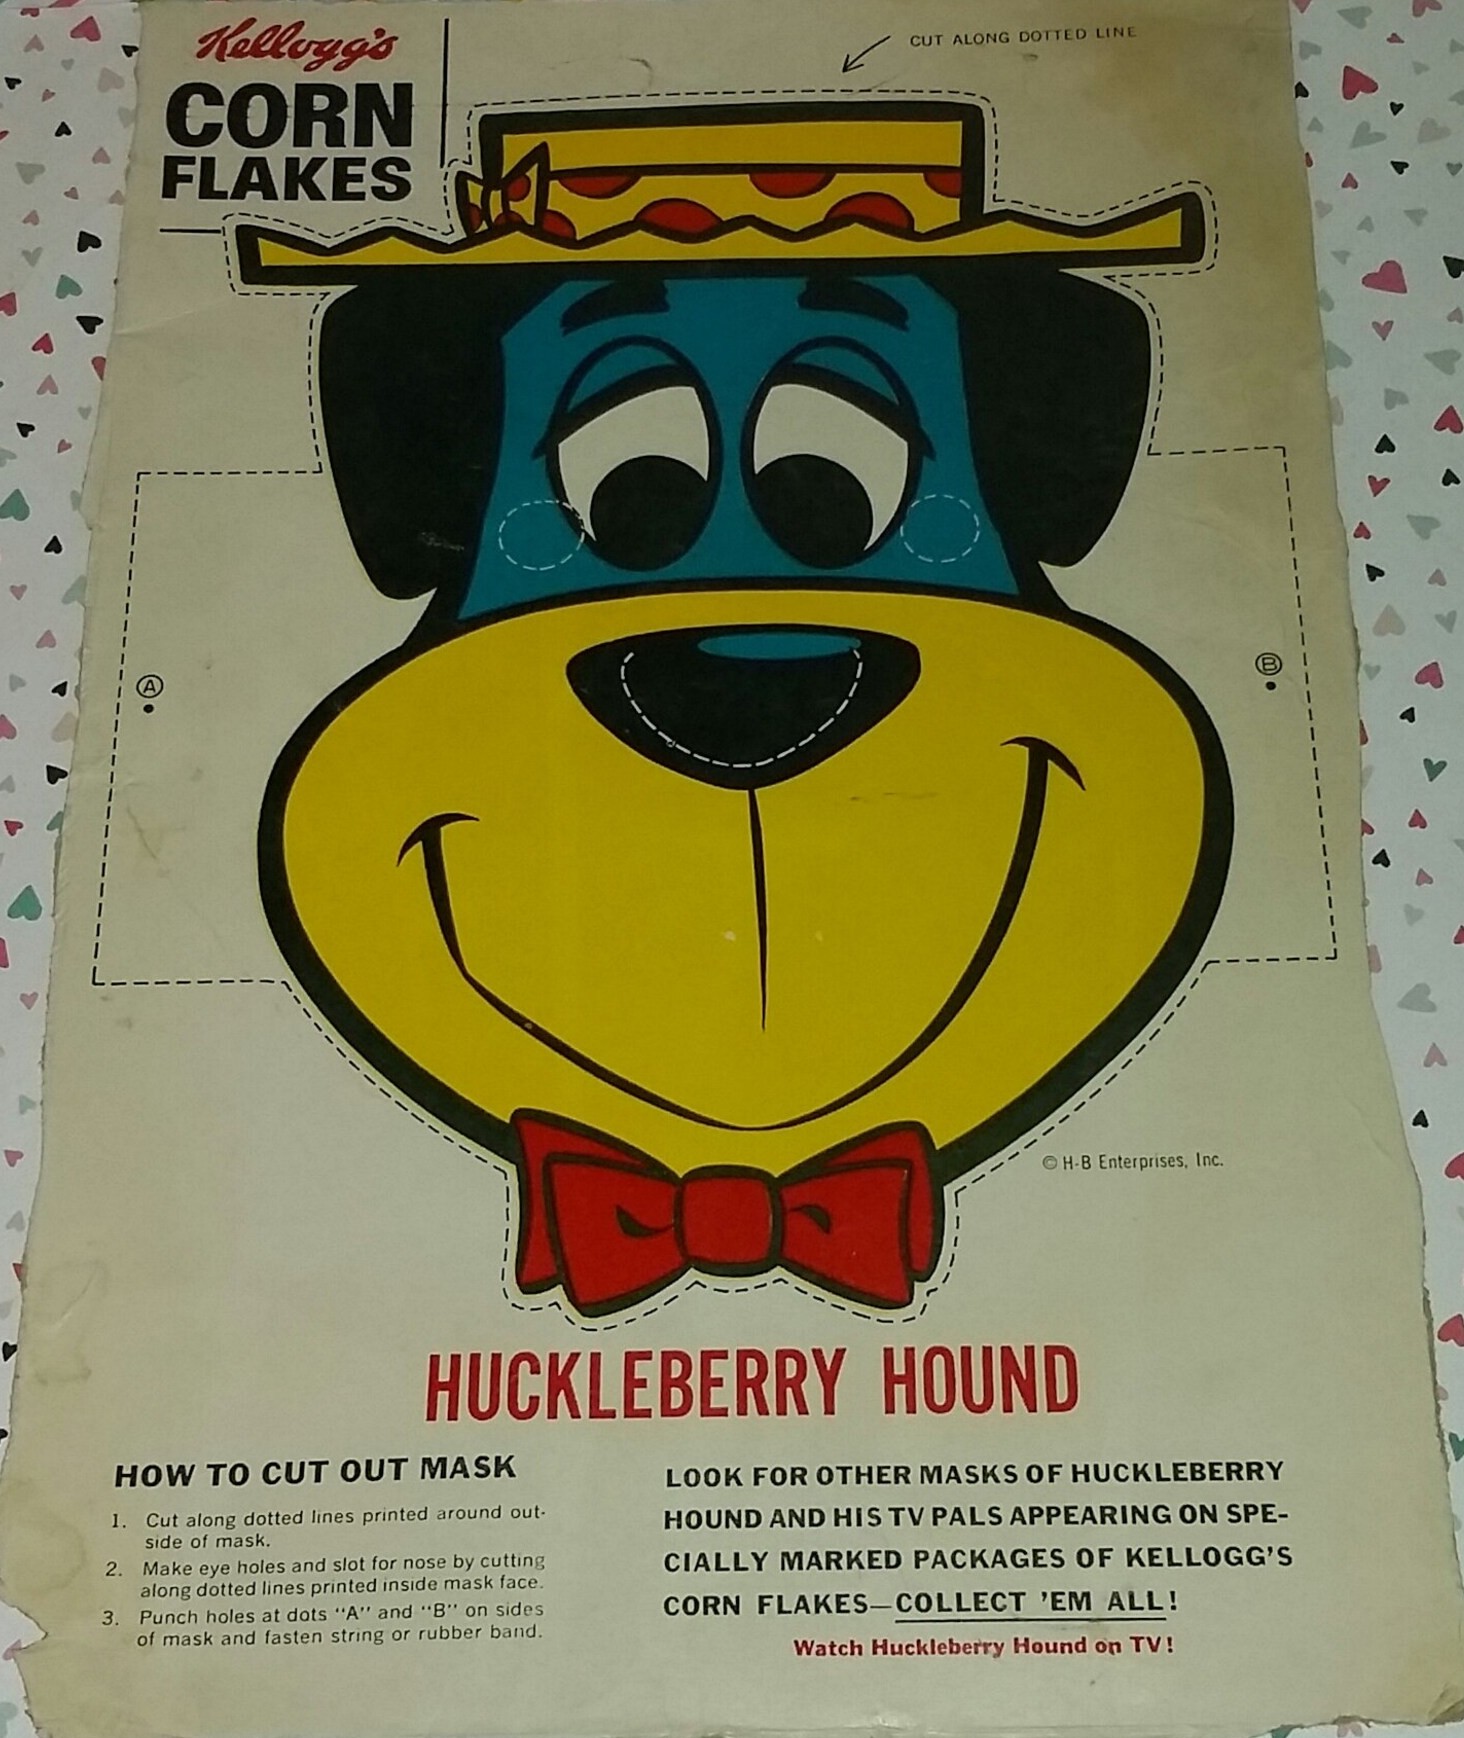 Kellogg's
CORN
FLAKES
CUT ALONG DOTTED LINE
A
B
© H-B Enterprises, Inc.
HUCKLEBERRY HOUND
HOW TO CUT OUT MASK
1. Cut along dotted lines printed around out-
side of mask.
2. Make eye holes and slot for nose by cutting
along dotted lines printed inside mask face.
3. Punch holes at dots "A" and "B" on sides
of mask and fasten string or rubber band.
LOOK FOR OTHER MASKS OF HUCKLEBERRY
HOUND AND HIS TV PALS APPEARING ON SPE-
CIALLY MARKED PACKAGES OF KELLOGG'S
CORN FLAKES—COLLECT 'EM ALL!
Watch Huckleberry Hound on TV!